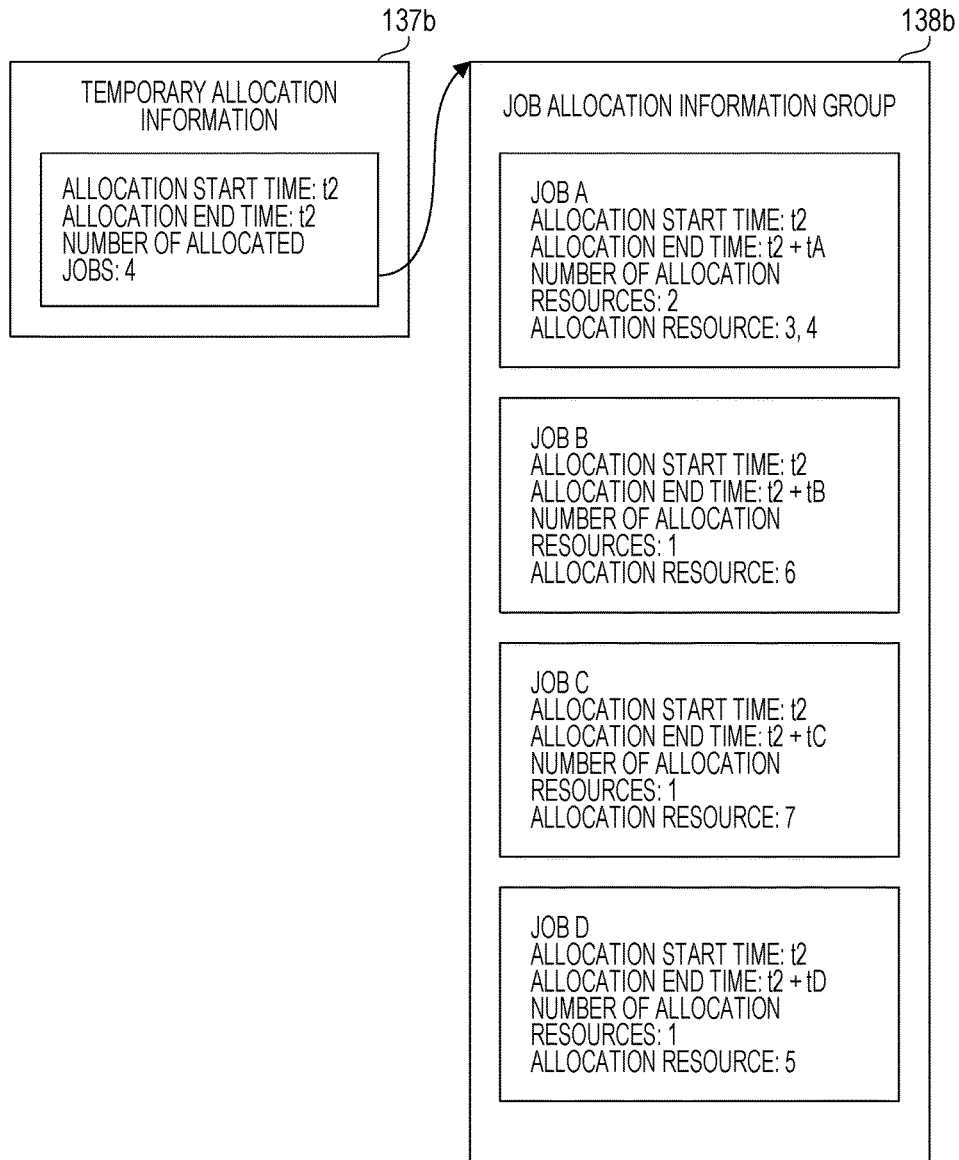 137b
TEMPORARY ALLOCATION
INFORMATION
ALLOCATION START TIME: t2
ALLOCATION END TIME: t2
NUMBER OF ALLOCATED
JOBS: 4
138b
JOB ALLOCATION INFORMATION GROUP
JOB A
ALLOCATION START TIME: t2
ALLOCATION END TIME: t2 + tA
NUMBER OF ALLOCATION
RESOURCES: 2
ALLOCATION RESOURCE: 3, 4
JOB B
ALLOCATION START TIME: t2
ALLOCATION END TIME: t2 + tB
NUMBER OF ALLOCATION
RESOURCES: 1
ALLOCATION RESOURCE: 6
JOB C
ALLOCATION START TIME: t2
ALLOCATION END TIME: t2 + tC
NUMBER OF ALLOCATION
RESOURCES: 1
ALLOCATION RESOURCE: 7
JOB D
ALLOCATION START TIME: t2
ALLOCATION END TIME: t2 + tD
NUMBER OF ALLOCATION
RESOURCES: 1
ALLOCATION RESOURCE: 5